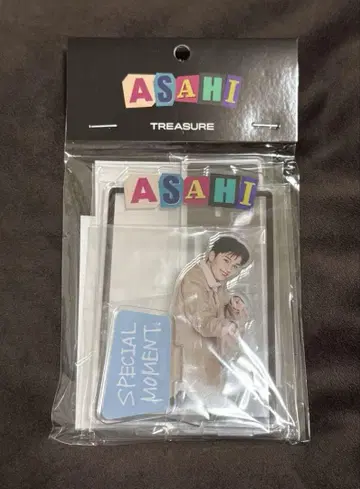 ASAHI
TREASURE
ASAHI
SPECIAL
MOMENT.